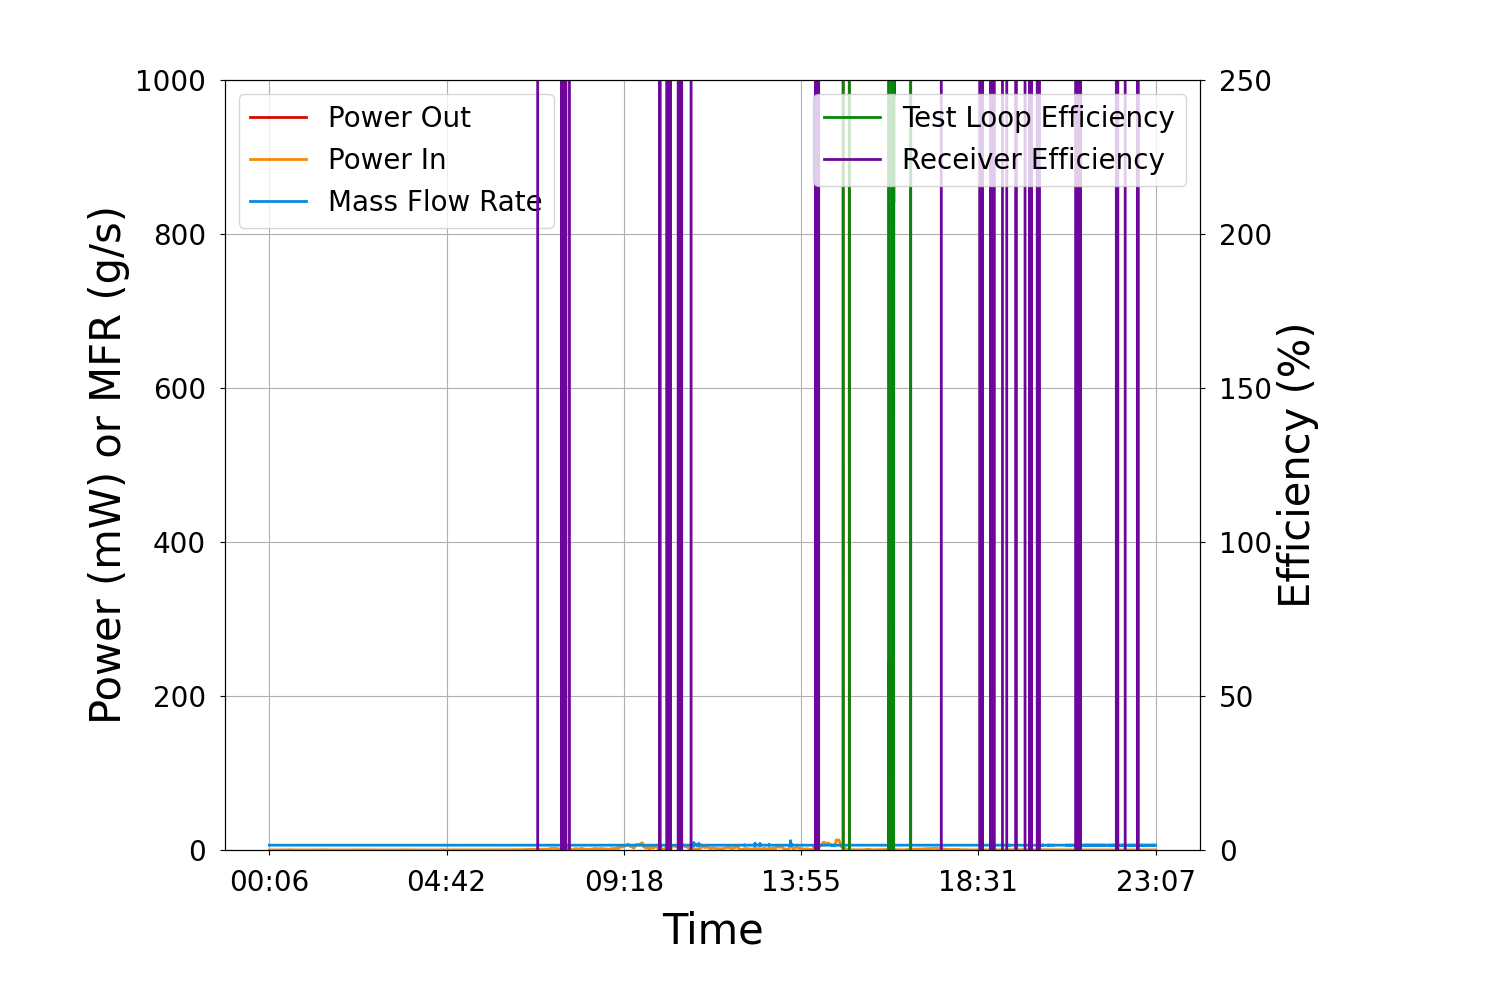 1000
800
600
400
200
0
Power (mW) or MFR (g/s)
Power Out
Power In
Mass Flow Rate
Test Loop Efficiency
Receiver Efficiency
250
200
150
100
50
0
Efficiency (%)
00:06 04:42 09:18 13:55 18:31 23:07
Time